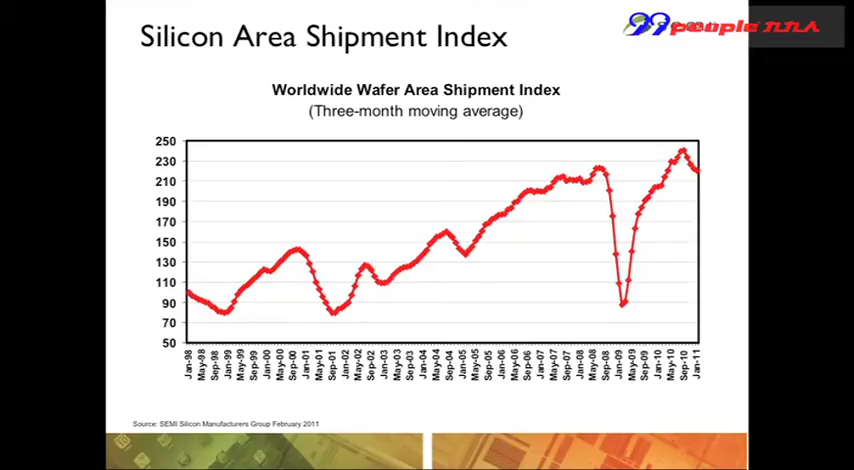 Silicon Area Shipment Index
99people
Worldwide Wafer Area Shipment Index
(Three-month moving average)
250
230
210
190
170
150
130
110
90
70
50
Jan-98
May-98
Sep-98
Jan-99
May-99
Sep-99
Jan-00
May-00
Sep-00
Jan-01
May-01
Sep-01
Jan-02
May-02
Sep-02
Jan-03
May-03
Sep-03
Jan-04
May-04
Sep-04
Jan-05
May-05
Sep-05
Jan-06
May-06
Sep-06
Jan-07
May-07
Sep-07
Jan-08
May-08
Sep-08
Jan-09
May-09
Sep-09
Jan-10
May-10
Sep-10
Jan-11
Source: SEMI Silicon Manufacturers Group February 2011